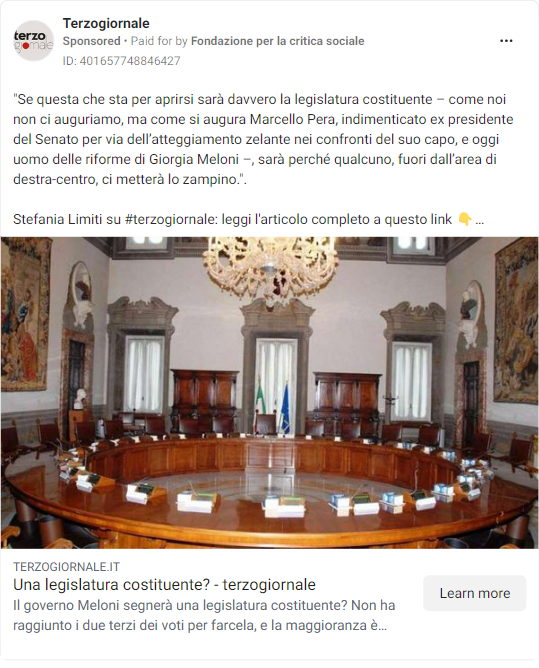 terzo
giornale
Terzogiornale
Sponsored • Paid for by Fondazione per la critica sociale
ID: 401657748846427
"Se questa che sta per aprirsi sarà davvero la legislatura costituente – come noi
non ci auguriamo, ma come si augura Marcello Pera, indimenticato ex presidente
del Senato per via dell'atteggiamento zelante nei confronti del suo capo, e oggi
uomo delle riforme di Giorgia Meloni –, sarà perché qualcuno, fuori dall'area di
destra-centro, ci metterà lo zampino.".
Stefania Limiti su #terzogiornale: leggi l'articolo completo a questo link 👇 ...
TERZOGIORNALE.IT
Una legislatura costituente? - terzogiornale
Il governo Meloni segnerà una legislatura costituente? Non ha
raggiunto i due terzi dei voti per farcela, e la maggioranza è...
Learn more